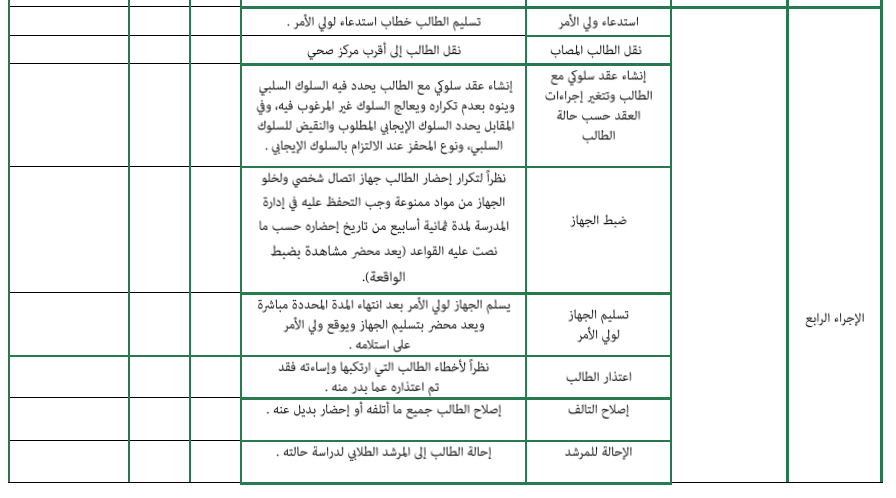 الإجراء الرابع
استدعاء ولي الأمر
تسليم الطالب خطاب استدعاء لولي الأمر .
نقل الطالب المصاب
نقل الطالب إلى أقرب مركز صحي
إنشاء عقد سلوكي مع
الطالب وتتغير إجراءات
العقد حسب حالة
الطالب
إنشاء عقد سلوكي مع الطالب يحدد فيه السلوك السلبي
وينوه بعدم تكراره ويعالج السلوك غير المرغوب فيه، وفي
المقابل يحدد السلوك الإيجابي المطلوب والنقيض للسلوك
السلبي، ونوع المحفز عند الالتزام بالسلوك الإيجابي .
ضبط الجهاز
نظراً لتكرار إحضار الطالب جهاز اتصال شخصي ولخلو
الجهاز من مواد ممنوعة وجب التحفظ عليه في إدارة
المدرسة لمدة ثمانية أسابيع من تاريخ إحضاره حسب ما
نصت عليه القواعد (يعد محضر مشاهدة بضبط
الواقعة).
تسليم الجهاز
لولي الأمر
يسلم الجهاز لولي الأمر بعد انتهاء المدة المحددة مباشرة
ويعد محضر بتسليم الجهاز ويوقع ولي الأمر
على استلامه .
اعتذار الطالب
نظراً لأخطاء الطالب التي ارتكبها وإساءته فقد
تم اعتذاره عما بدر منه .
إصلاح التالف
إصلاح الطالب جميع ما أتلفه أو إحضار بديل عنه .
الإحالة للمرشد
إحالة الطالب إلى المرشد الطلابي لدراسة حالته .